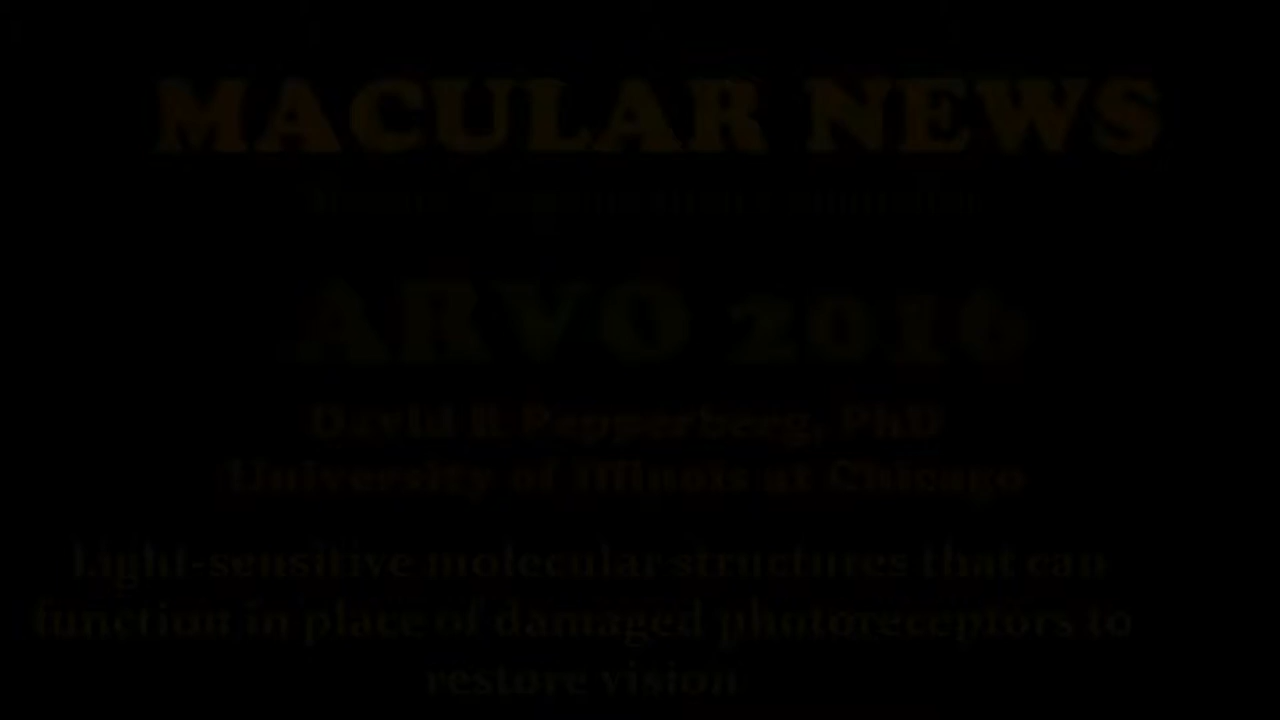 MACULAR NEWS
ARVO 2016
David R Pepperberg, PhD
University of Illinois at Chicago
Light-sensitive molecular structures that can
function in place of damaged photoreceptors to
restore vision